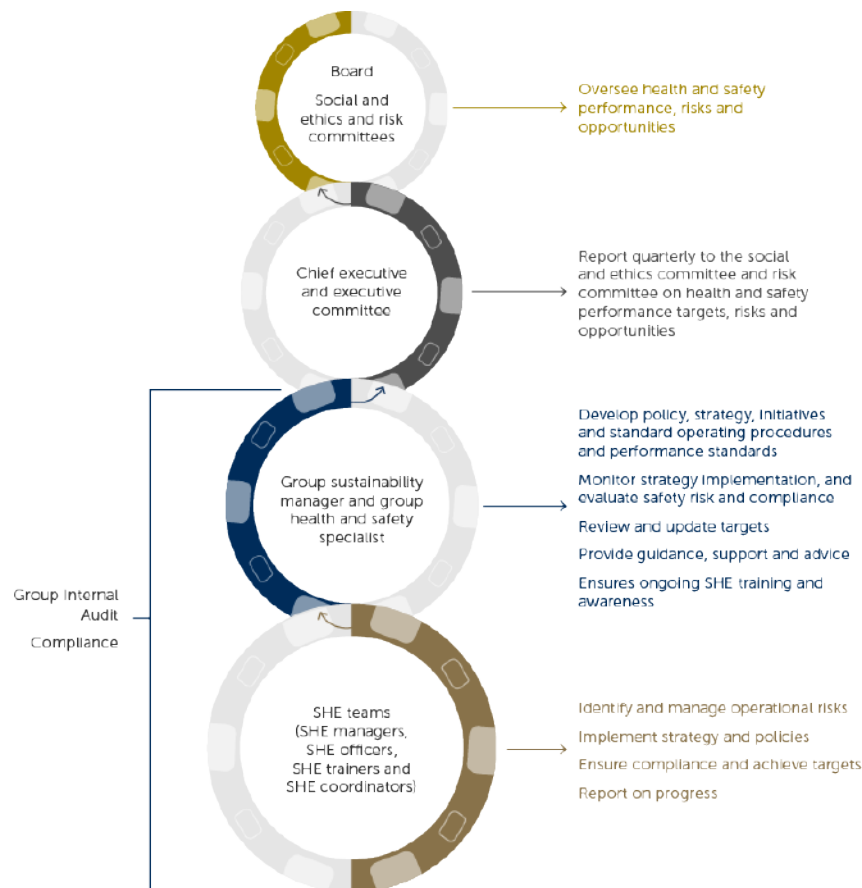 Board
Social and
ethics and risk
committees
Oversee health and safety
performance, risks and
opportunities
Chief executive
and executive
committee
Report quarterly to the social
and ethics committee and risk
committee on health and safety
performance targets, risks and
opportunities
Group sustainability
manager and group
health and safety
specialist
Develop policy, strategy, initiatives
and standard operating procedures
and performance standards
Monitor strategy implementation, and
evaluate safety risk and compliance
Review and update targets
Provide guidance, support and advice
Ensures ongoing SHE training and
awareness
Group Internal
Audit
Compliance
SHE teams
(SHE managers,
SHE officers,
SHE trainers and
SHE coordinators)
Identify and manage operational risks
Implement strategy and policies
Ensure compliance and achieve targets
Report on progress